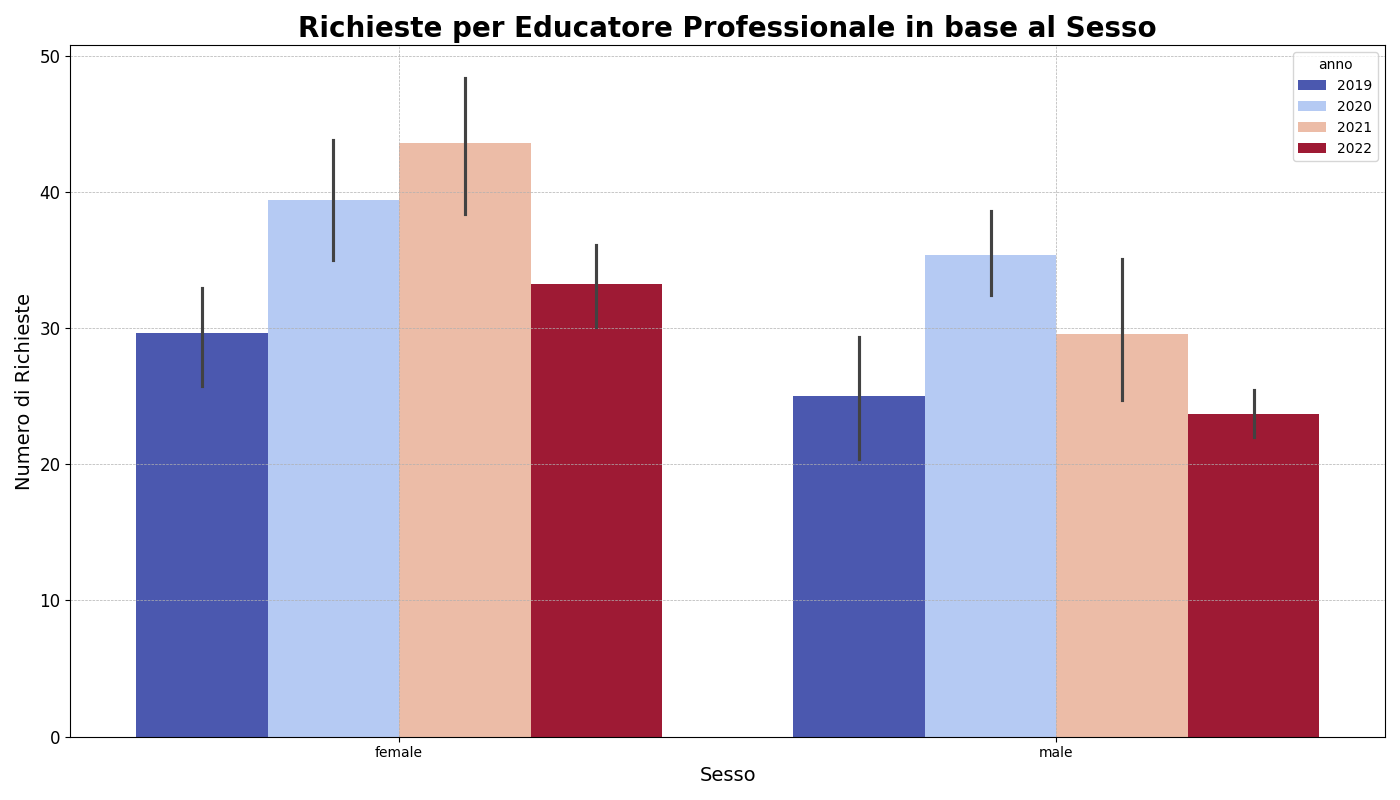 Richieste per Educatore Professionale in base al Sesso
anno
2019
2020
2021
2022
50
40
30
20
10
0
Numero di Richieste
female
male
Sesso